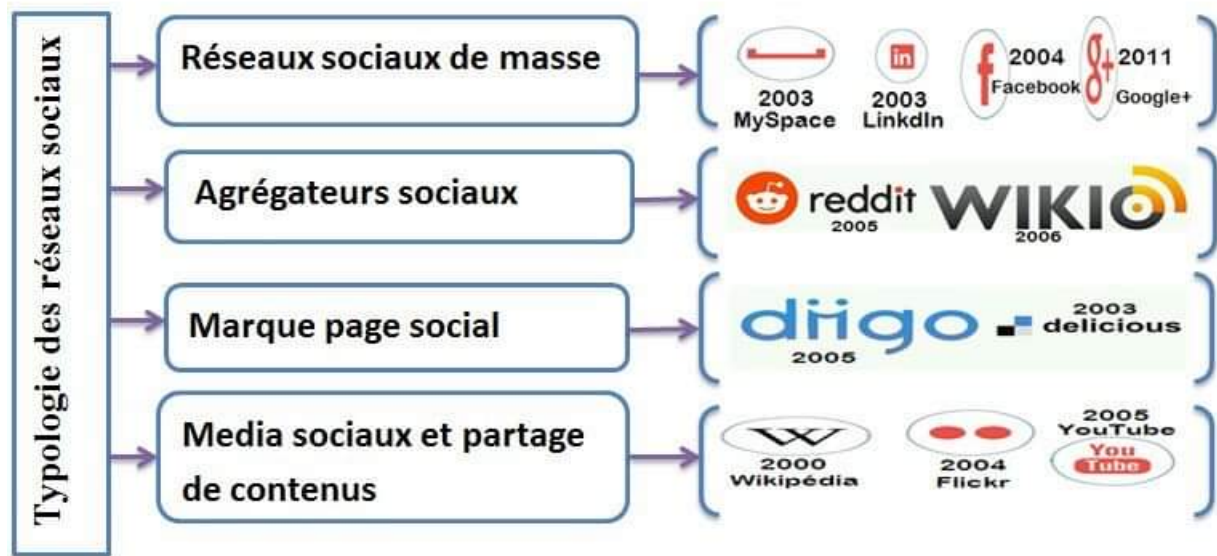 Typologie des réseaux sociaux
Réseaux sociaux de masse
2003
MySpace
in
2003
LinkdIn
f
2004
Facebook
g+
2011
Google+
Agrégateurs sociaux
reddit
2005
WIKIO
2006
Marque page social
diigo
2005
2003
delicious
Media sociaux et partage
de contenus
W
2000
Wikipédia
2004
Flickr
2005
YouTube
You
Tube